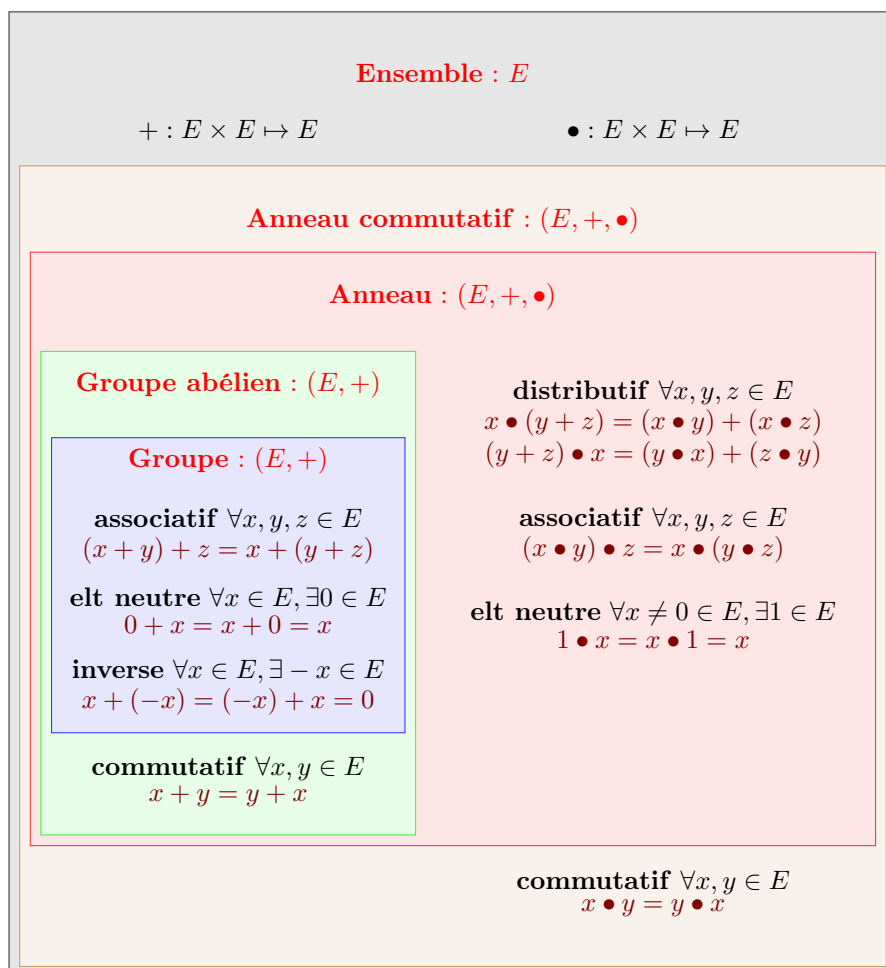 Ensemble : E
+ : E × E ↦ E
• : E × E ↦ E
Anneau commutatif : (E, +, •)
Anneau : (E, +, •)
Groupe abélien : (E, +)
Groupe : (E, +)
associatif ∀x, y, z ∈ E
(x + y) + z = x + (y + z)
elt neutre ∀x ∈ E, ∃0 ∈ E
0 + x = x + 0 = x
inverse ∀x ∈ E, ∃ − x ∈ E
x + (−x) = (−x) + x = 0
commutatif ∀x, y ∈ E
x + y = y + x
distributif ∀x, y, z ∈ E
x • (y + z) = (x • y) + (x • z)
(y + z) • x = (y • x) + (z • y)
associatif ∀x, y, z ∈ E
(x • y) • z = x • (y • z)
elt neutre ∀x ≠ 0 ∈ E, ∃1 ∈ E
1 • x = x • 1 = x
commutatif ∀x, y ∈ E
x • y = y • x